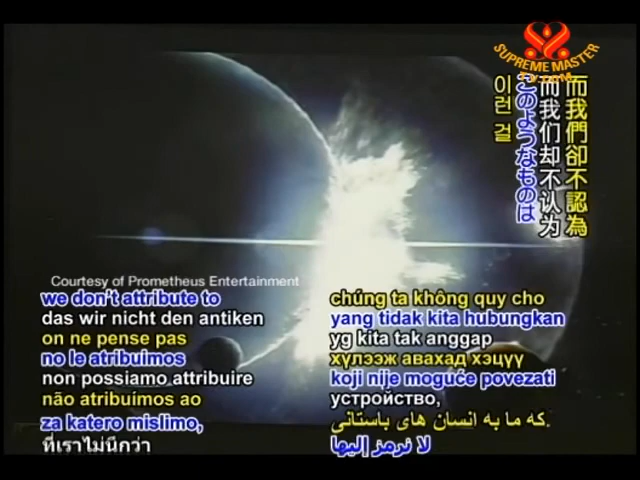 SUPREME MASTER
TV.COM
而我們卻不認為
而我们却不认为
このようなものは
이런 걸
Courtesy of Prometheus Entertainment
we don't attribute to
das wir nicht den antiken
on ne pense pas
no le atribuimos
non possiamo attribuire
não atribuímos ao
za katero mislimo,
ที่เราไม่นึกว่า
chúng ta không quy cho
yang tidak kita hubungkan
yg kita tak anggap
хүлээж авахад хэцүү
koji nije moguće povezati
устройство,
که ما به انسان های باستانی.
لا نرمز إليها